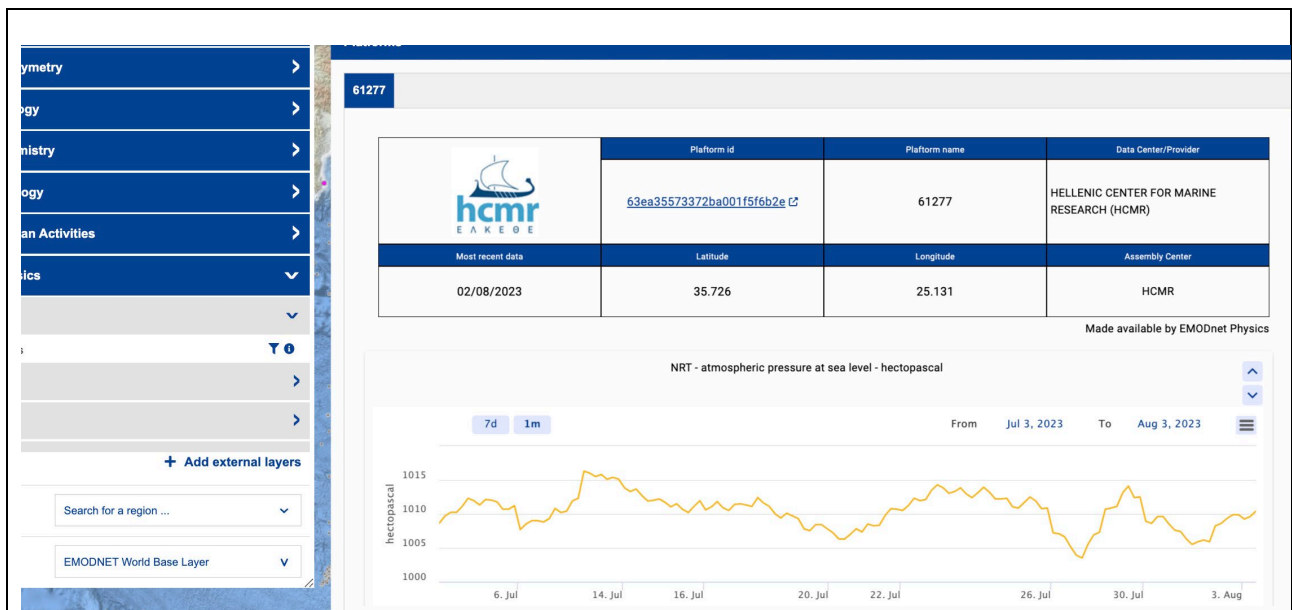 Platforms
ymetry
ogy
nistry
ogy
an Activities
sics
s
+ Add external layers
Search for a region ...
EMODNET World Base Layer
61277
hcmr
ΕΛΚΕΘΕ
Plaftorm id
Plaftorm name
Data Center/Provider
63ea35573372ba001f5f6b2e
61277
HELLENIC CENTER FOR MARINE
RESEARCH (HCMR)
Most recent data
Latitude
Longitude
Assembly Center
02/08/2023
35.726
25.131
HCMR
Made available by EMODnet Physics
NRT - atmospheric pressure at sea level - hectopascal
7d 1m
From Jul 3, 2023 To Aug 3, 2023
hectopascal
1015
1010
1005
1000
6. Jul 14. Jul 16. Jul 20. Jul 22. Jul 26. Jul 30. Jul 3. Aug